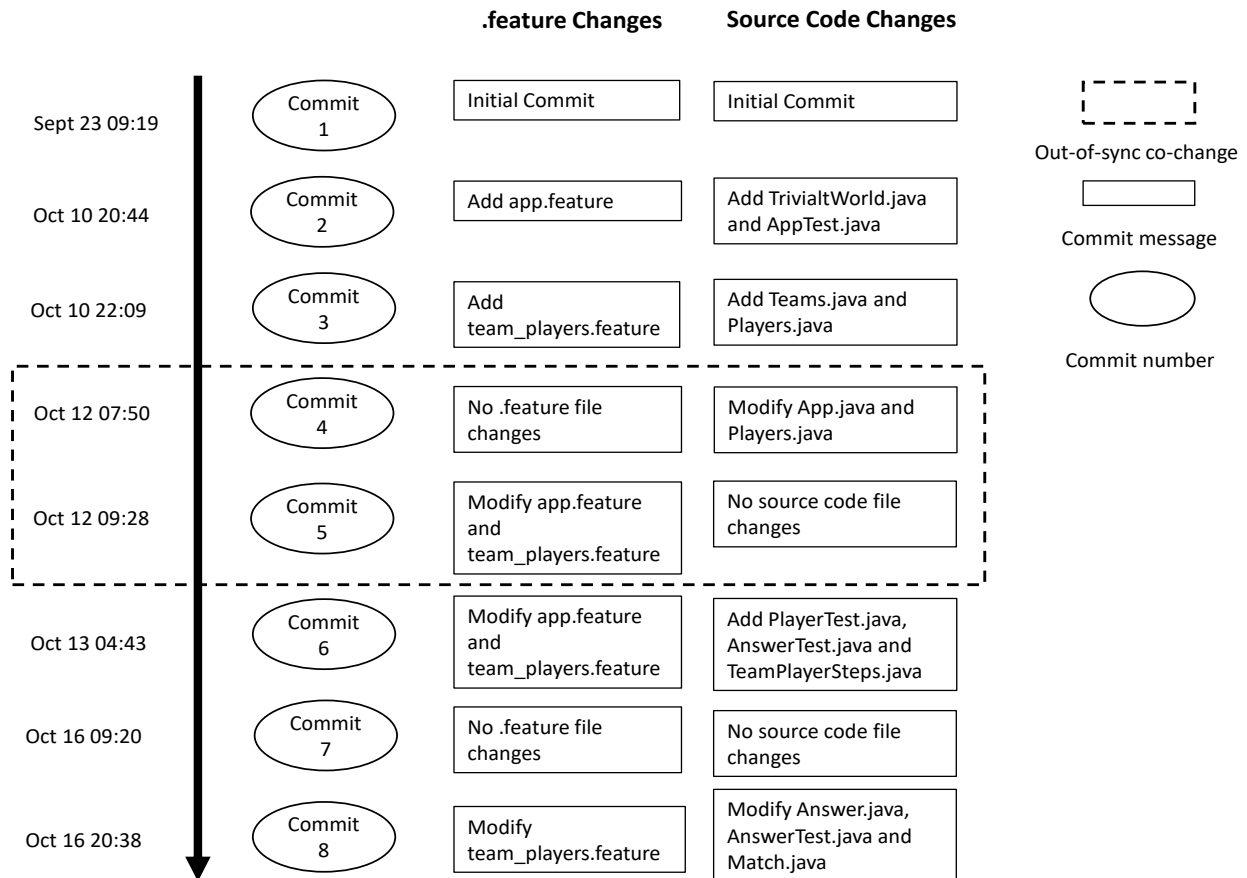 .feature Changes
Source Code Changes
Sept 23 09:19
Commit
1
Initial Commit
Initial Commit
Oct 10 20:44
Commit
2
Add app.feature
Add TrivialtWorld.java
and AppTest.java
Oct 10 22:09
Commit
3
Add
team_players.feature
Add Teams.java and
Players.java
Oct 12 07:50
Commit
4
No .feature file
changes
Modify App.java and
Players.java
Oct 12 09:28
Commit
5
Modify app.feature
and
team_players.feature
No source code file
changes
Oct 13 04:43
Commit
6
Modify app.feature
and
team_players.feature
Add PlayerTest.java,
AnswerTest.java and
TeamPlayerSteps.java
Oct 16 09:20
Commit
7
No .feature file
changes
No source code file
changes
Oct 16 20:38
Commit
8
Modify
team_players.feature
Modify Answer.java,
AnswerTest.java and
Match.java
Out-of-sync co-change
Commit message
Commit number